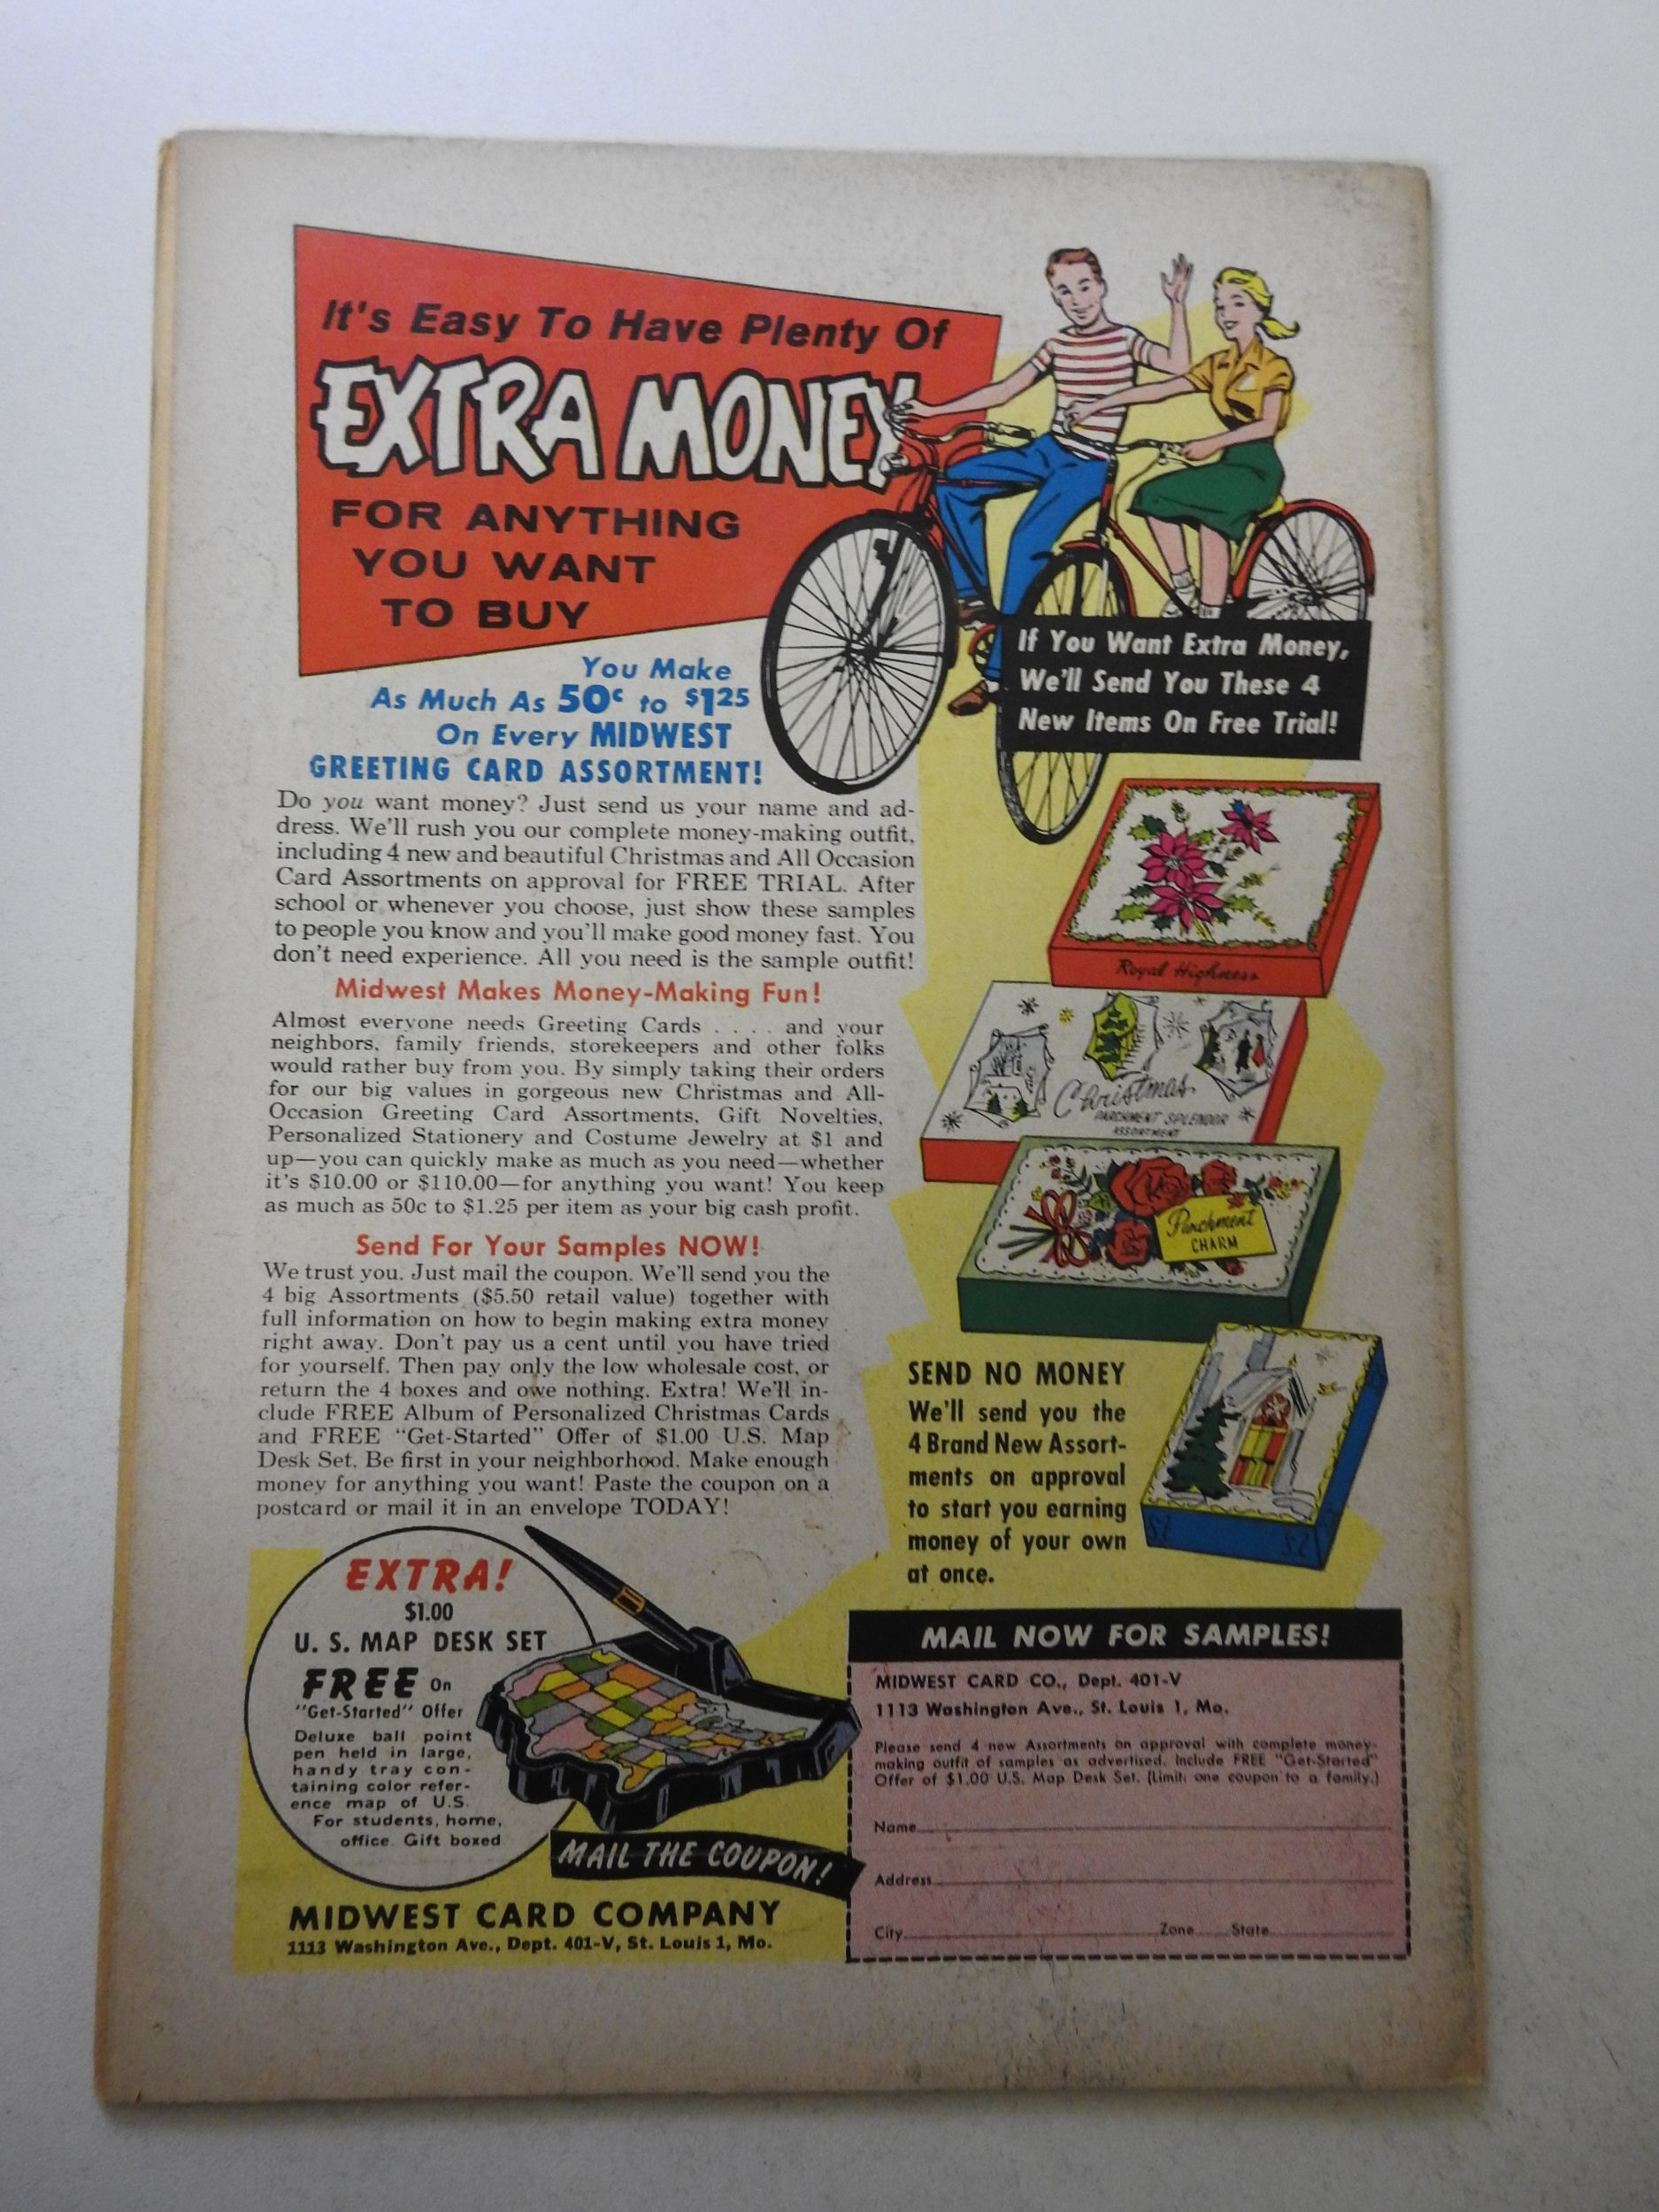 It's Easy To Have Plenty Of
EXTRA MONEY
FOR ANYTHING
YOU WANT
TO BUY
You Make
As Much As 50c to $1.25
On Every MIDWEST
GREETING CARD ASSORTMENT!
If You Want Extra Money,
We'll Send You These 4
New Items On Free Trial!
Do you want money? Just send us your name and ad-
dress. We'll rush you our complete money-making outfit,
including 4 new and beautiful Christmas and All Occasion
Card Assortments on approval for FREE TRIAL. After
school or whenever you choose, just show these samples
to people you know and you'll make good money fast. You
don't need experience. All you need is the sample outfit!
Midwest Makes Money-Making Fun!
Almost everyone needs Greeting Cards . . . . and your
neighbors, family friends, storekeepers and other folks
would rather buy from you. By simply taking their orders
for our big values in gorgeous new Christmas and All-
Occasion Greeting Card Assortments, Gift Novelties,
Personalized Stationery and Costume Jewelry at $1 and
up—you can quickly make as much as you need—whether
it's $10.00 or $110.00—for anything you want! You keep
as much as 50c to $1.25 per item as your big cash profit.
Send For Your Samples NOW!
We trust you. Just mail the coupon. We'll send you the
4 big Assortments ($5.50 retail value) together with
full information on how to begin making extra money
right away. Don't pay us a cent until you have tried
for yourself. Then pay only the low wholesale cost, or
return the 4 boxes and owe nothing. Extra! We'll in-
clude FREE Album of Personalized Christmas Cards
and FREE "Get-Started" Offer of $1.00 U.S. Map
Desk Set. Be first in your neighborhood. Make enough
money for anything you want! Paste the coupon on a
postcard or mail it in an envelope TODAY!
Royal Highness
Christmas
PARCHMENT SPLENDOR
ASSORTMENT
Parchment
CHARM
SEND NO MONEY
We'll send you the
4 Brand New Assort-
ments on approval
to start you earning
money of your own
at once.
EXTRA!
$1.00
U. S. MAP DESK SET
FREE On
"Get-Started" Offer
Deluxe ball point
pen held in large,
handy tray con-
taining color refer-
ence map of U.S.
For students, home,
office. Gift boxed
MAIL THE COUPON!
MIDWEST CARD COMPANY
1113 Washington Ave., Dept. 401-V, St. Louis 1, Mo.
MAIL NOW FOR SAMPLES!
MIDWEST CARD CO., Dept. 401-V
1113 Washington Ave., St. Louis 1, Mo.
Please send 4 new Assortments on approval with complete money-
making outfit of samples as advertised. Include FREE "Get-Started"
Offer of $1.00 U.S. Map Desk Set. (Limit: one coupon to a family.)
Name
Address
City Zone State